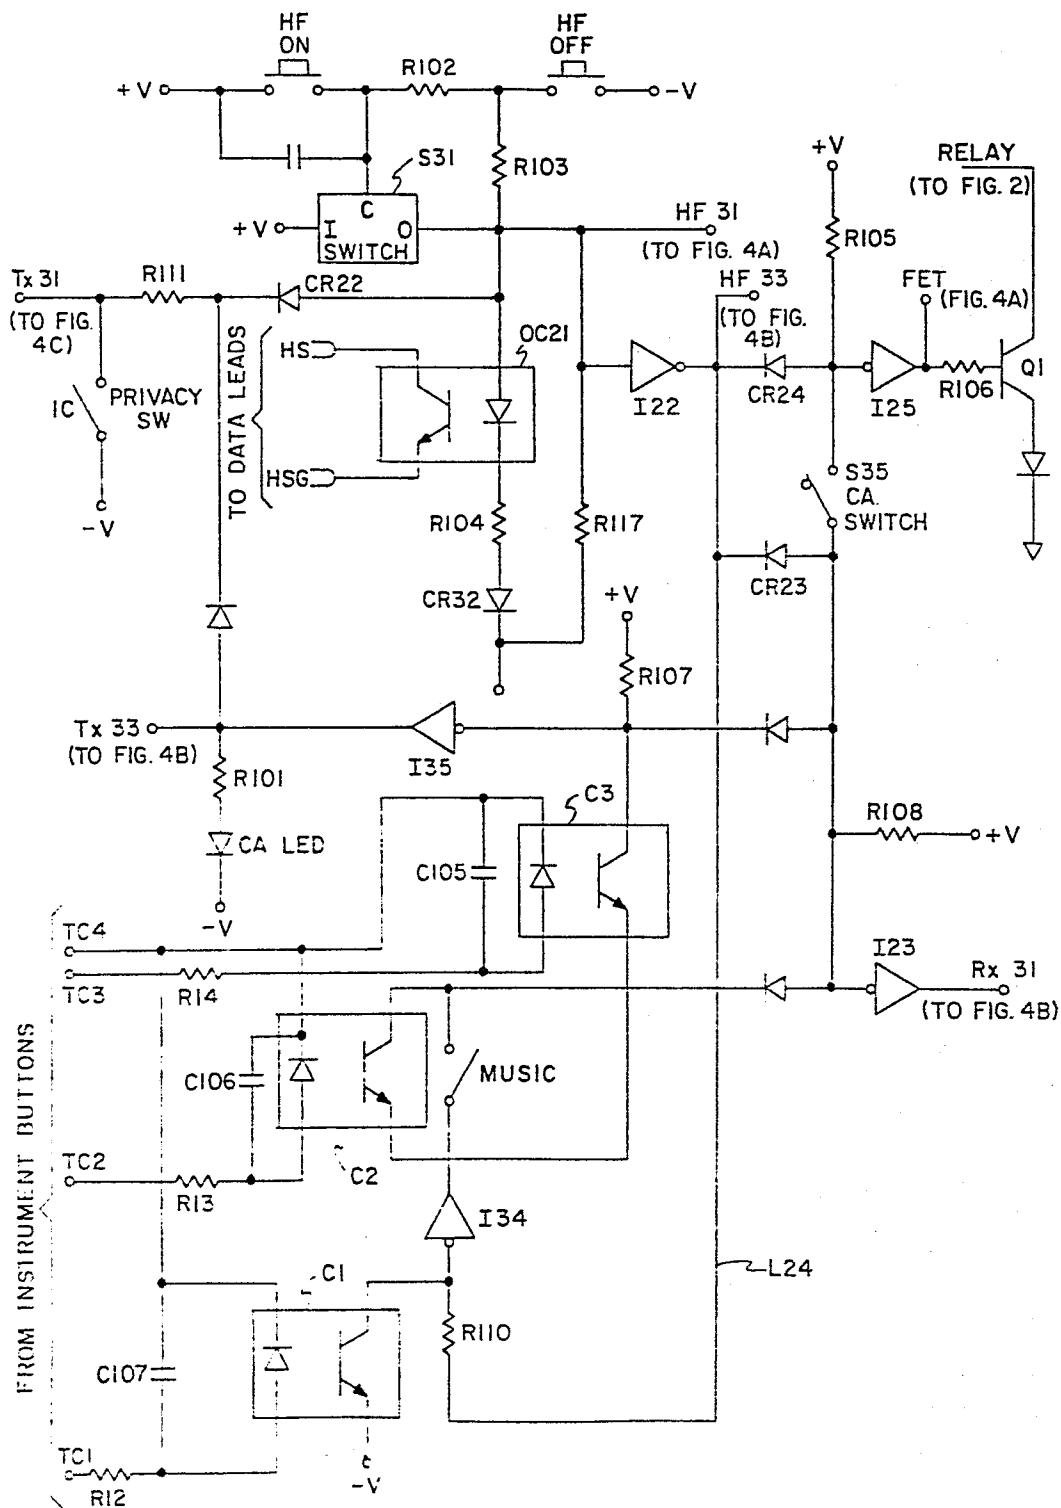 HF
ON
HF
OFF
+V
R102
-V
S31
R103
C
+V
I
O
SWITCH
HF 31
(TO FIG. 4A)
+V
RELAY
(TO FIG. 2)
R105
Tx 31
(TO FIG.
4C)
R111
CR22
HF 33
(TO FIG.
4B)
FET
(FIG. 4A)
HS
OC21
IC
PRIVACY
SW
TO DATA LEADS
I22
CR24
I25
R106
Q1
HSG
-V
R104
R117
S35
CA.
SWITCH
CR32
CR23
+V
R107
Tx 33
(TO FIG. 4B)
I35
R101
C3
R108
+V
CA LED
C105
-V
TC4
TC3
R14
I23
Rx 31
(TO FIG. 4B)
C106
MUSIC
FROM INSTRUMENT BUTTONS
TC2
R13
C2
I34
C1
L24
R110
C107
TC1
R12
-V